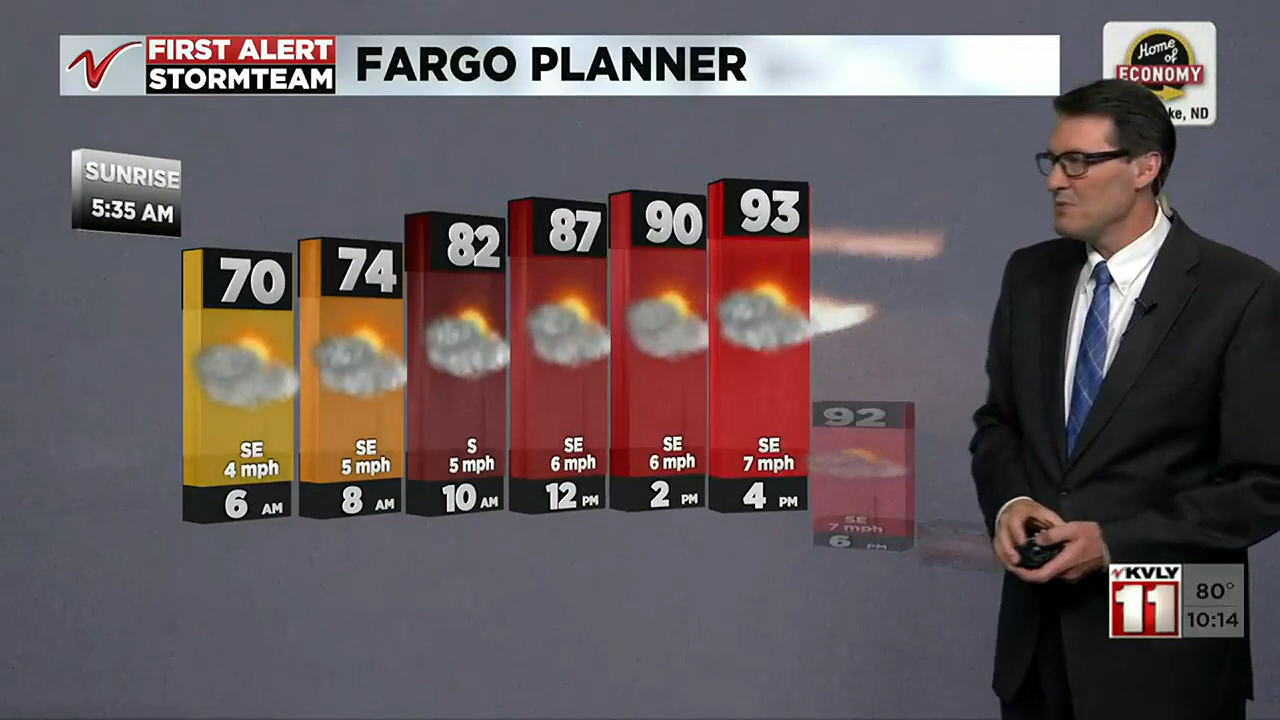 FIRST ALERT
STORMTEAM
FARGO PLANNER
Home
of
ECONOMY
ke, ND
SUNRISE
5:35 AM
70
74
82
87
90
93
92
SE
4 mph
SE
5 mph
S
5 mph
SE
6 mph
SE
6 mph
SE
7 mph
SE
7 mph
6 AM
8 AM
10 AM
12 PM
2 PM
4 PM
6 PM
KVLY
11
80°
10:14